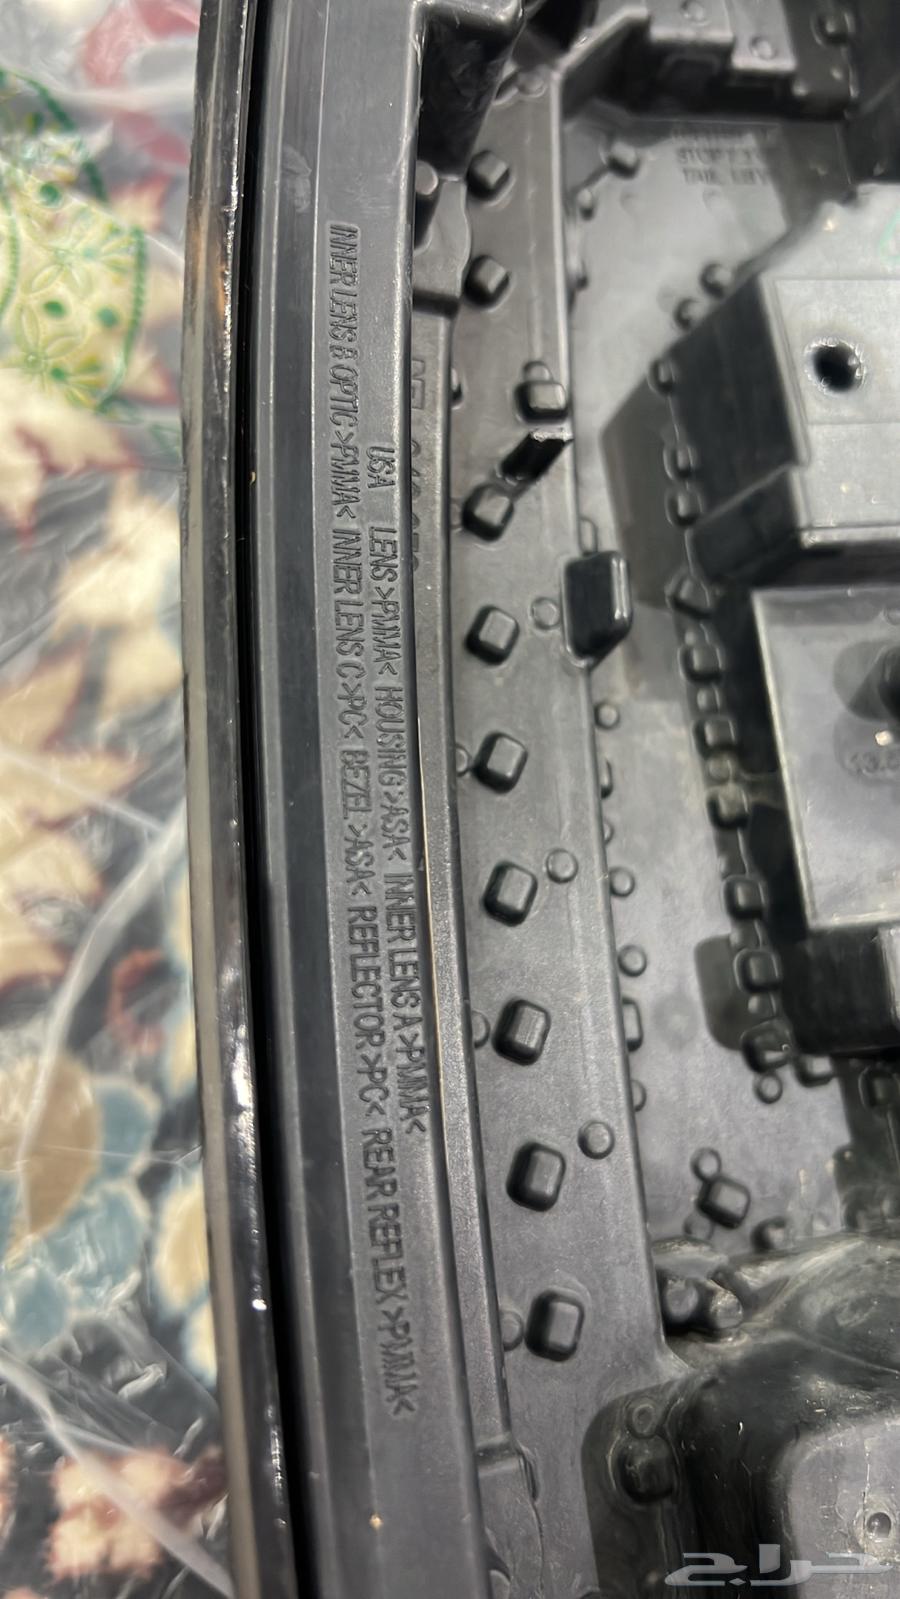 USA LENS >PMMA< HOUSING >ASA< INNER LENS A >PMMA<
INNER LENS B OPTIC >PMMA< INNER LENS C >PC< BEZEL >ASA< REFLECTOR >PC< REAR REFLEX >PMMA<
حراج